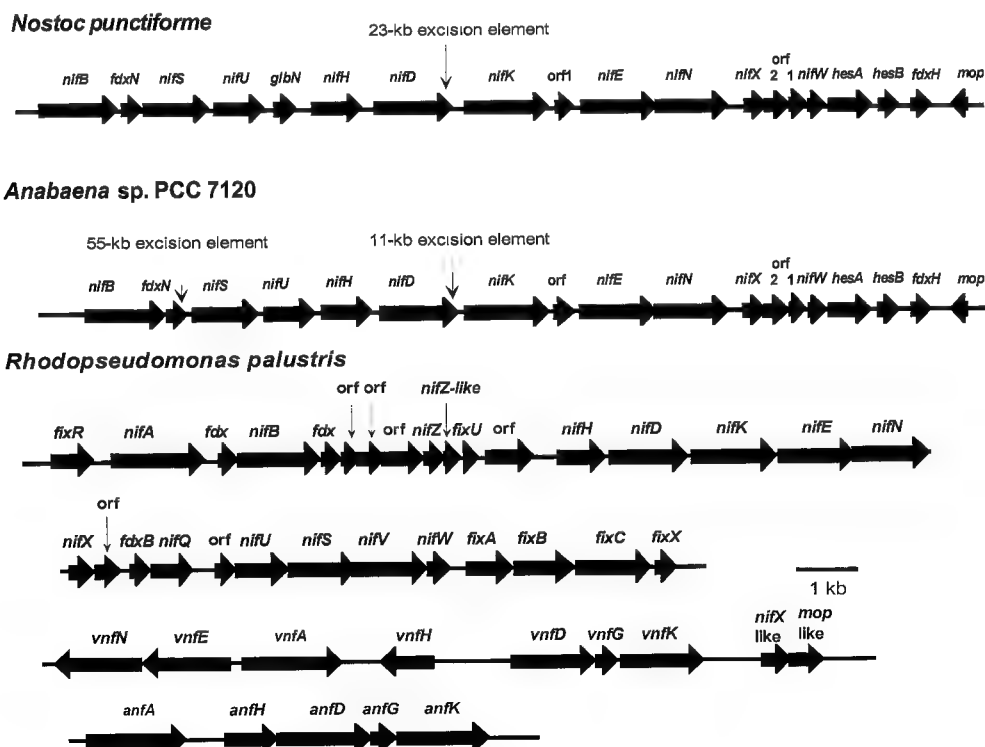 Nostoc punctiforme
23-kb excision element
nifB fdxN nifS nifU glbN nifH nifD nifK orf1 nifE nifN nifX orf 2 1 nifW hesA hesB fdxH mop
Anabaena sp. PCC 7120
55-kb excision element 11-kb excision element
nifB fdxN nifS nifU nifH nifD nifK orf nifE nifN nifX orf 2 1 nifW hesA hesB fdxH mop
Rhodopseudomonas palustris
orf orf nifZ-like
fixR nifA fdx nifB fdx orf nifZ fixU orf nifH nifD nifK nifE nifN
orf
nifX fdxB nifQ orf nifU nifS nifV nifW fixA fixB fixC fixX
1 kb
vnfN vnfE vnfA vnfH vnfD vnfG vnfK nifX like mop like
anfA anfH anfD anfG anfK